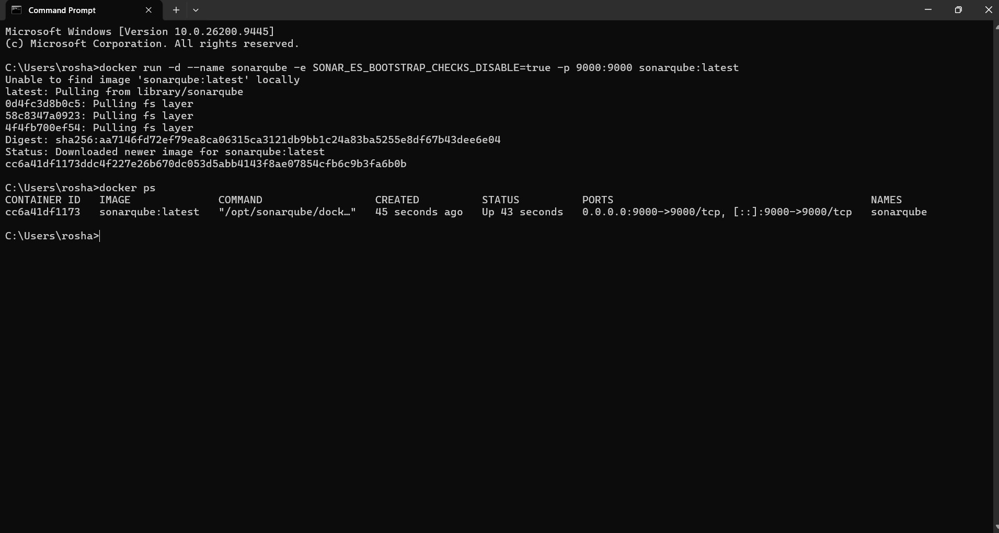 Command Prompt
Microsoft Windows [Version 10.0.26200.9445]
(c) Microsoft Corporation. All rights reserved.
C:\Users\rosha>docker run -d --name sonarqube -e SONAR_ES_BOOTSTRAP_CHECKS_DISABLE=true -p 9000:9000 sonarqube:latest
Unable to find image 'sonarqube:latest' locally
latest: Pulling from library/sonarqube
0d4fc3d8b0c5: Pulling fs layer
58c8347a0923: Pulling fs layer
4f4fb700ef54: Pulling fs layer
Digest: sha256:aa7146fd72ef79ea8ca06315ca3121db9bb1c24a83ba5255e8df67b43dee6e04
Status: Downloaded newer image for sonarqube:latest
cc6a41df1173ddc4f227e26b670dc053d5abb4143f8ae07854cfb6c9b3fa6b0b
C:\Users\rosha>docker ps
CONTAINER ID   IMAGE              COMMAND                  CREATED          STATUS          PORTS                                         NAMES
cc6a41df1173   sonarqube:latest   "/opt/sonarqube/dock…"   45 seconds ago   Up 43 seconds   0.0.0.0:9000->9000/tcp, [::]:9000->9000/tcp   sonarqube
C:\Users\rosha>